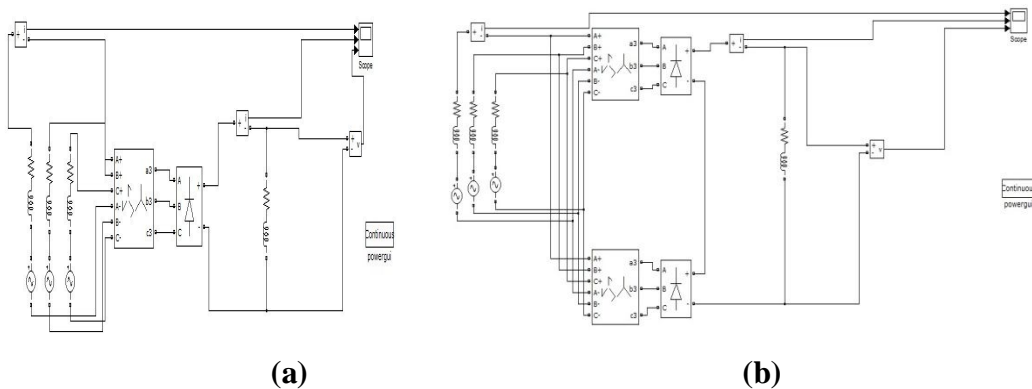 +
i
-
Scope
+
i
-
+
v
-
A+
B+
C+
A-
B-
C-
a3
b3
c3
A
B
C
+
-
Continuous
powergui
(a)
+
i
-
Scope
A+
B+
C+
A-
B-
C-
a3
b3
c3
A
B
C
+
-
+
i
-
+
v
-
Continuous
powergui
A+
B+
C+
A-
B-
C-
a3
b3
c3
A
B
C
+
-
(b)